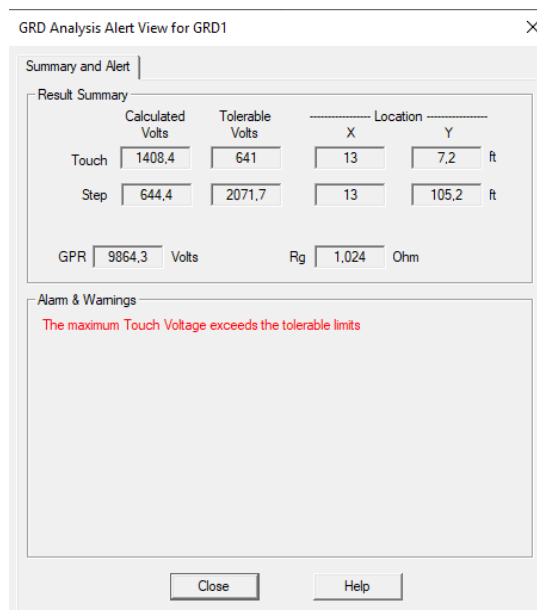 GRD Analysis Alert View for GRD1
Summary and Alert
Result Summary
Calculated Volts Tolerable Volts ---------------- Location ----------------
X Y
Touch 1408,4 641 13 7,2 ft
Step 644,4 2071,7 13 105,2 ft
GPR 9864,3 Volts Rg 1,024 Ohm
Alarm & Warnings
The maximum Touch Voltage exceeds the tolerable limits
Close Help